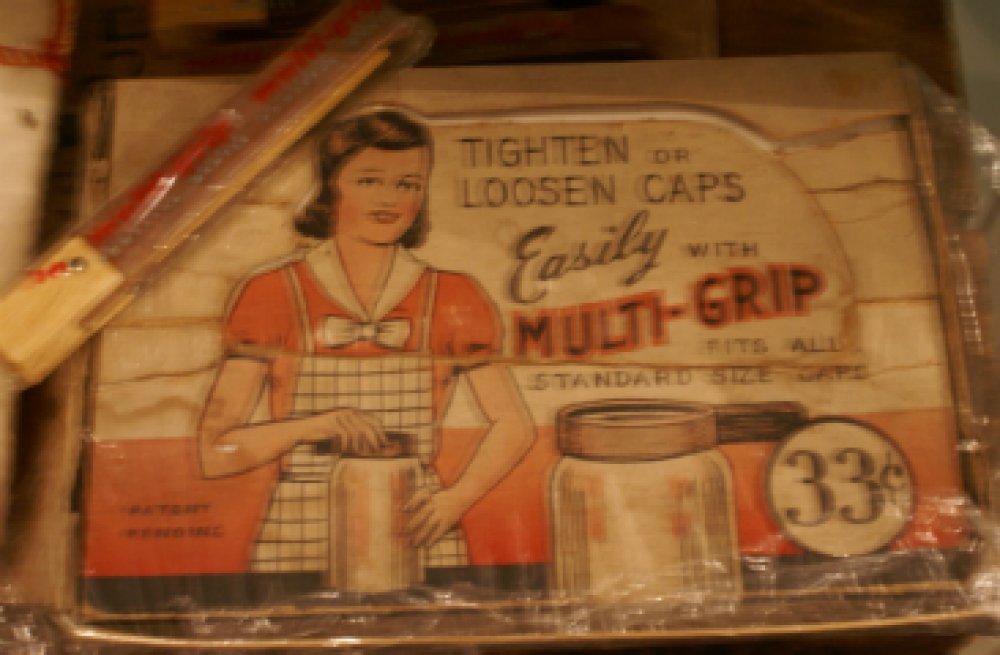 TIGHTEN OR
LOOSEN CAPS
Easily WITH
MULTI-GRIP
FITS ALL
STANDARD SIZE CAPS
33¢
PATENT
PENDING